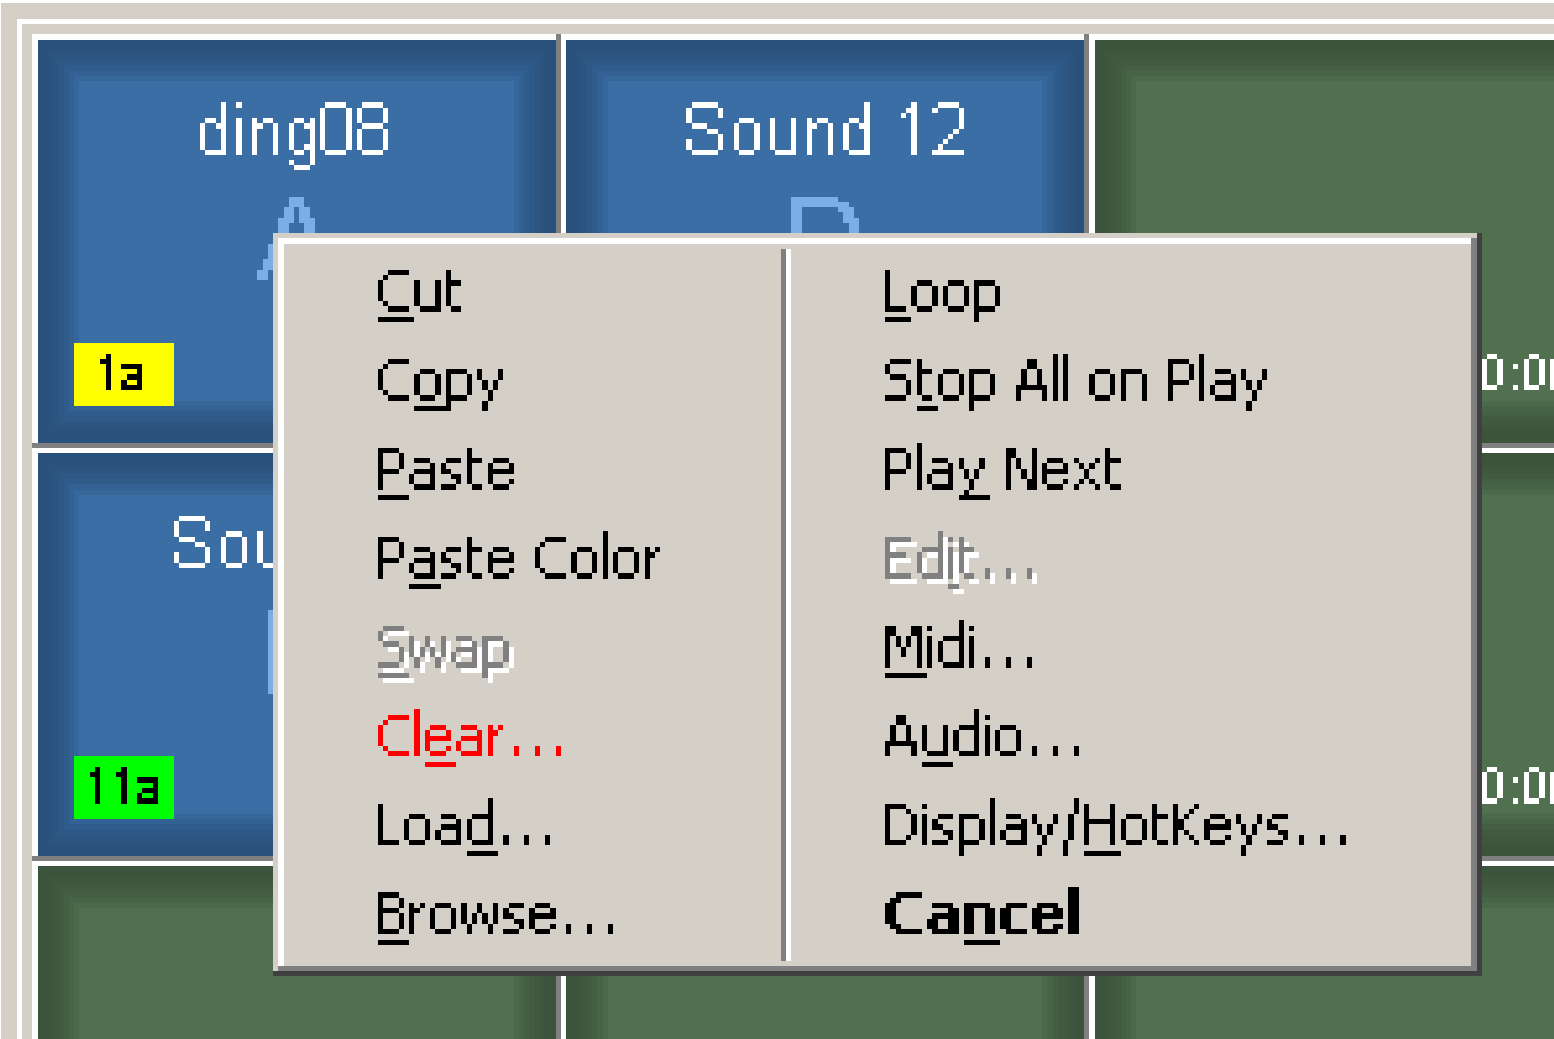 ding08
Sound 12
A
1a
11a
Cut
Copy
Paste
Paste Color
Swap
Clear...
Load...
Browse...
Loop
Stop All on Play
Play Next
Edit...
Midi...
Audio...
Display/HotKeys...
Cancel